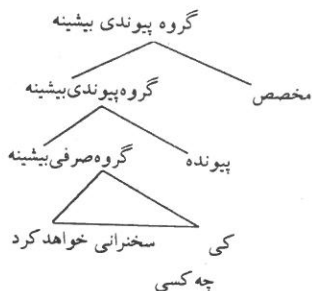 گروه پیوندی بیشینه
مخصص گروه پیوندی بیشینه
پیونده گروه صرفی بیشینه
کی سخنرانی خواهد کرد
چه کسی